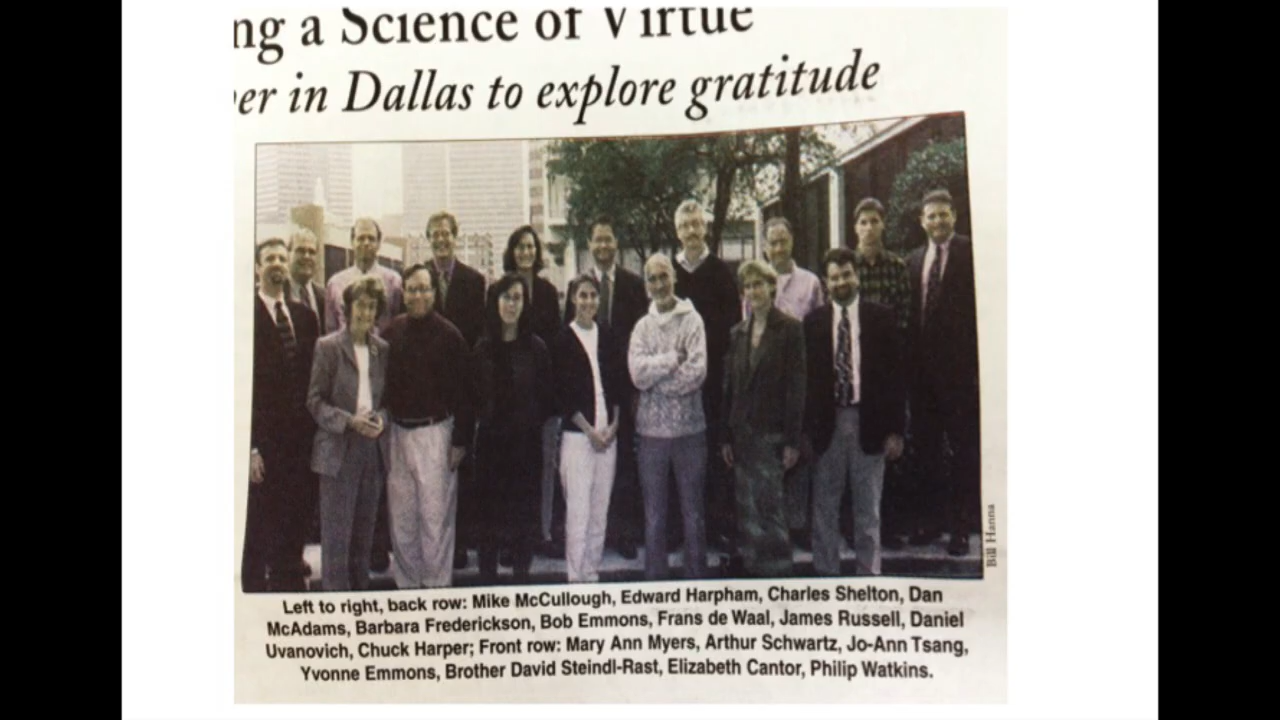 ng a Science of Virtue
er in Dallas to explore gratitude
Bill Hanna
Left to right, back row: Mike McCullough, Edward Harpham, Charles Shelton, Dan
McAdams, Barbara Frederickson, Bob Emmons, Frans de Waal, James Russell, Daniel
Uvanovich, Chuck Harper; Front row: Mary Ann Myers, Arthur Schwartz, Jo-Ann Tsang,
Yvonne Emmons, Brother David Steindl-Rast, Elizabeth Cantor, Philip Watkins.